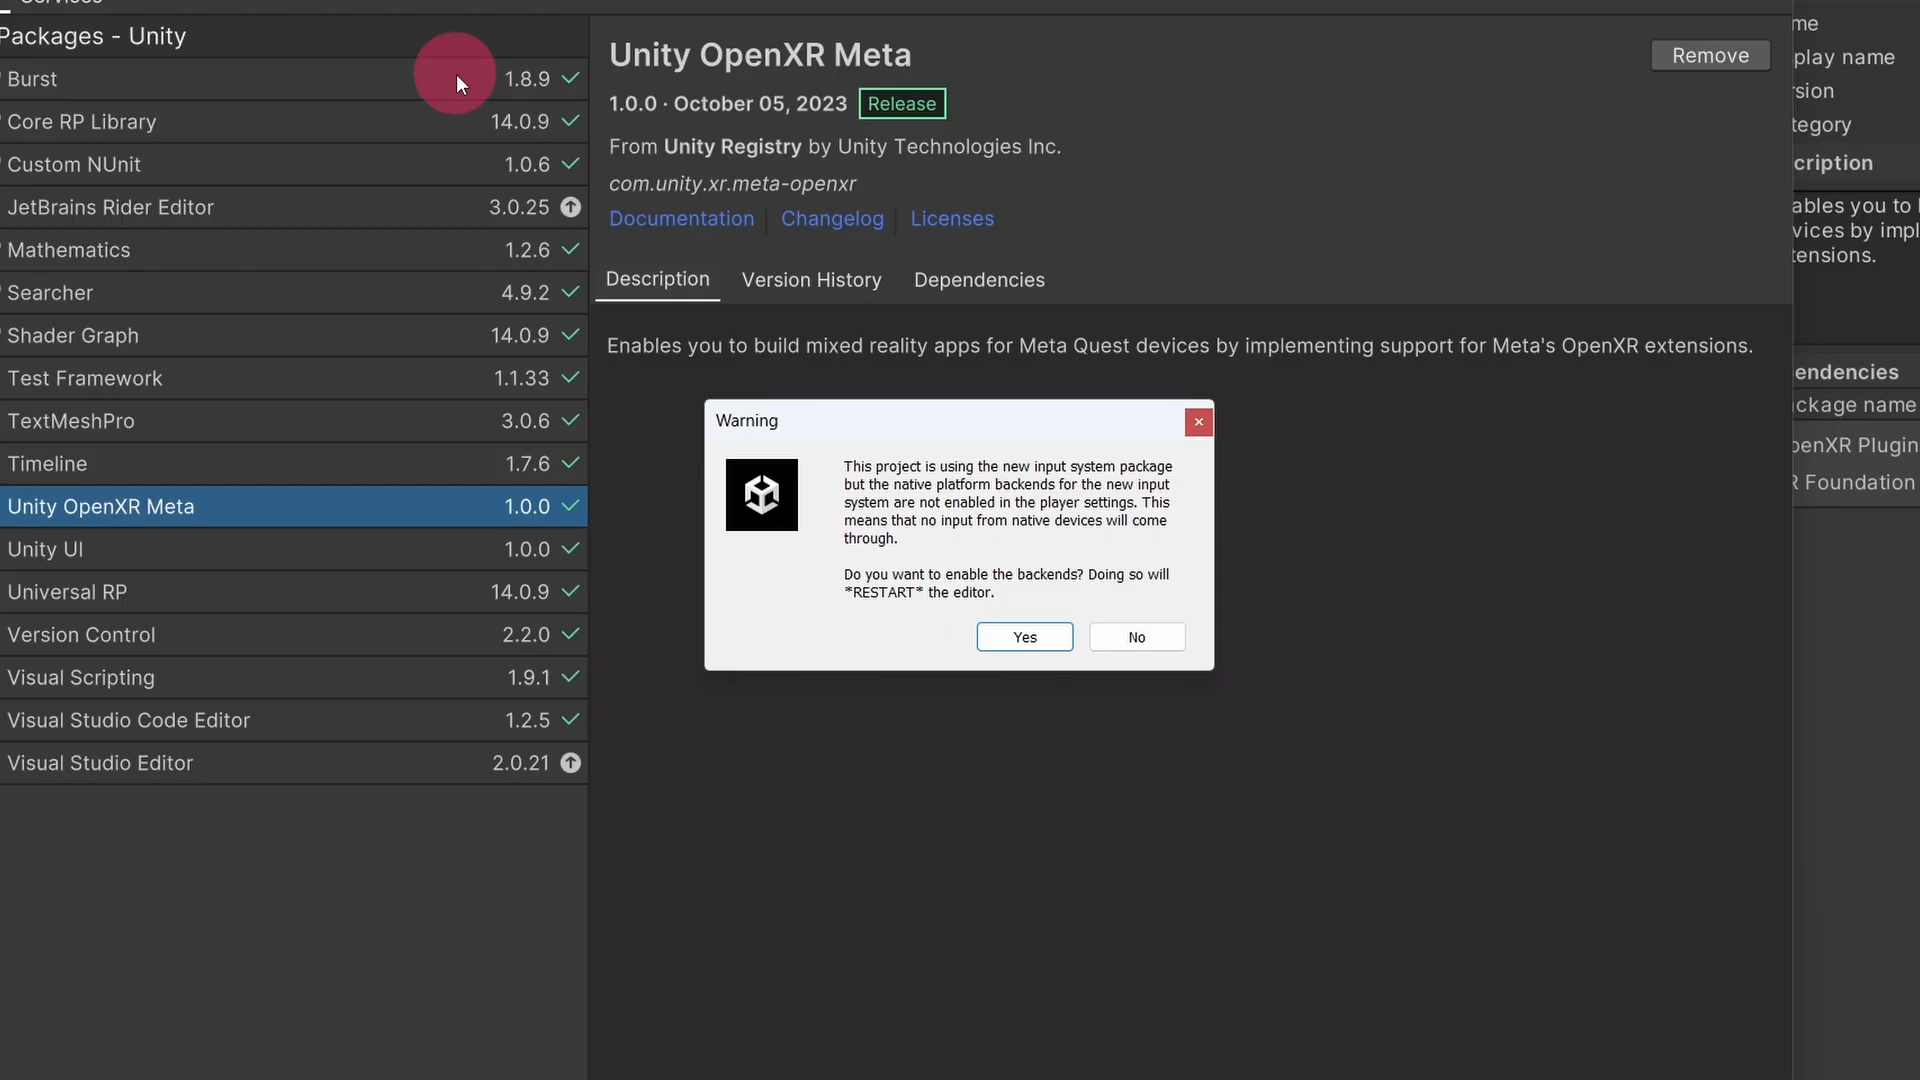 Services
Packages - Unity
Burst 1.8.9
Core RP Library 14.0.9
Custom NUnit 1.0.6
JetBrains Rider Editor 3.0.25
Mathematics 1.2.6
Searcher 4.9.2
Shader Graph 14.0.9
Test Framework 1.1.33
TextMeshPro 3.0.6
Timeline 1.7.6
Unity OpenXR Meta 1.0.0
Unity UI 1.0.0
Universal RP 14.0.9
Version Control 2.2.0
Visual Scripting 1.9.1
Visual Studio Code Editor 1.2.5
Visual Studio Editor 2.0.21
Unity OpenXR Meta
Remove
1.0.0 · October 05, 2023 Release
From Unity Registry by Unity Technologies Inc.
com.unity.xr.meta-openxr
Documentation Changelog Licenses
Description Version History Dependencies
Enables you to build mixed reality apps for Meta Quest devices by implementing support for Meta's OpenXR extensions.
Warning
This project is using the new input system package
but the native platform backends for the new input
system are not enabled in the player settings. This
means that no input from native devices will come
through.
Do you want to enable the backends? Doing so will
*RESTART* the editor.
Yes No
me
play name
sion
tegory
cription
ables you to
vices by impl
tensions.
endencies
ckage name
penXR Plugin
R Foundation